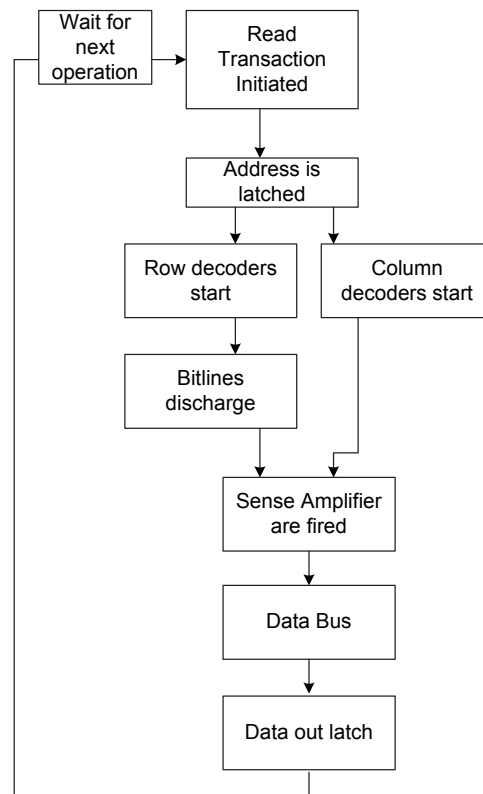 Wait for
next
operation
Read
Transaction
Initiated
Address is
latched
Row decoders
start
Column
decoders start
Bitlines
discharge
Sense Amplifier
are fired
Data Bus
Data out latch